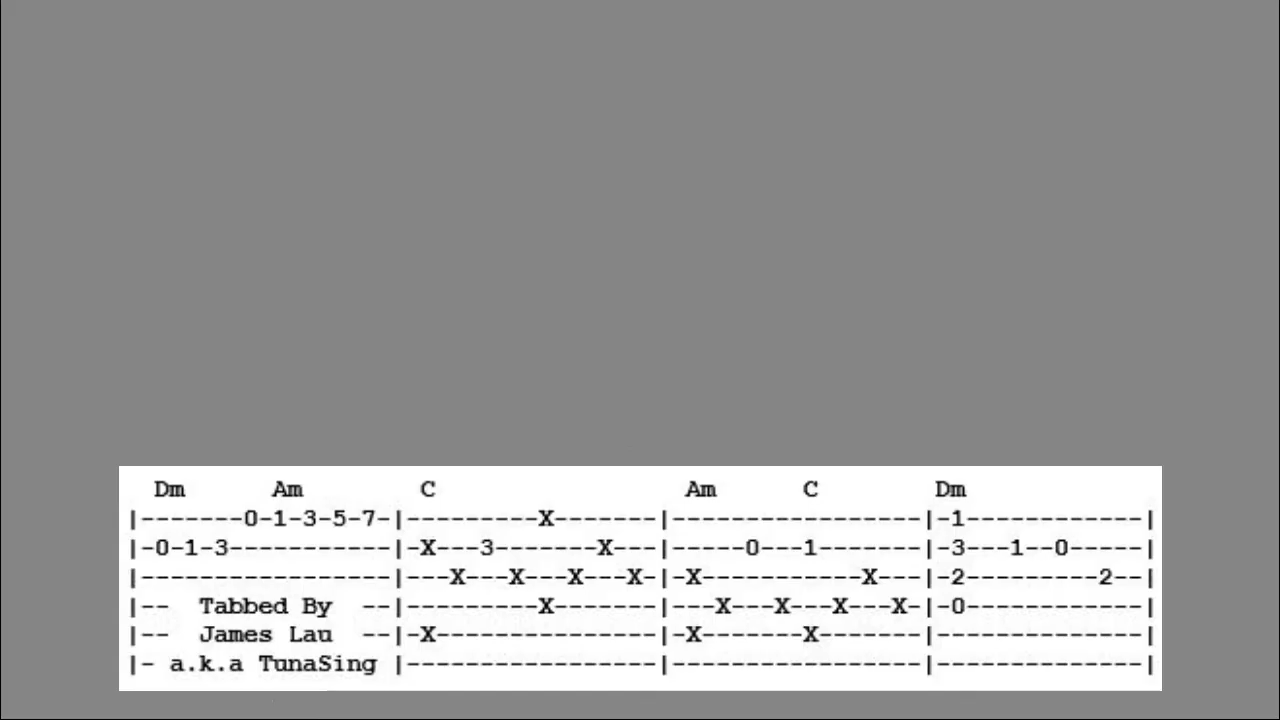 Dm      Am        C                 Am      C        Dm
|-------0-1-3-5-7-|---------X-------|-----------------|-1------------|
|-0-1-3-----------|-X---3-------X---|-----0---1-------|-3---1--0-----|
|-----------------|---X---X---X---X-|-X-----------X---|-2---------2--|
|--  Tabbed By  --|---------X-------|---X---X---X---X-|-0------------|
|--  James Lau  --|-X---------------|-X-------X-------|--------------|
|- a.k.a TunaSing |-----------------|-----------------|--------------|